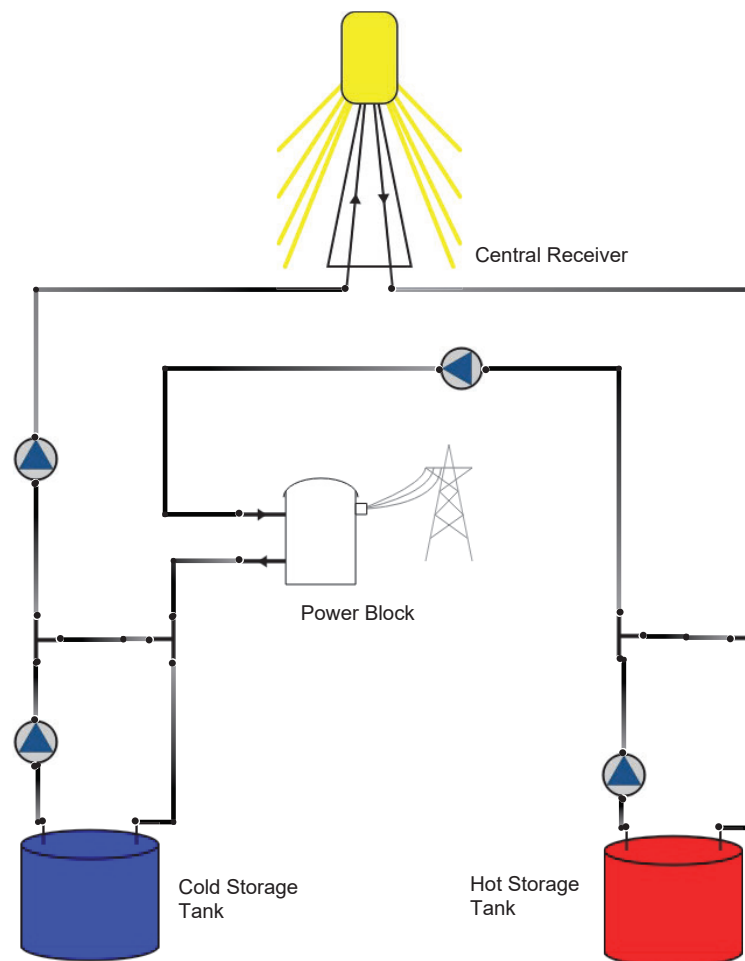 Central Receiver
Power Block
Cold Storage
Tank
Hot Storage
Tank